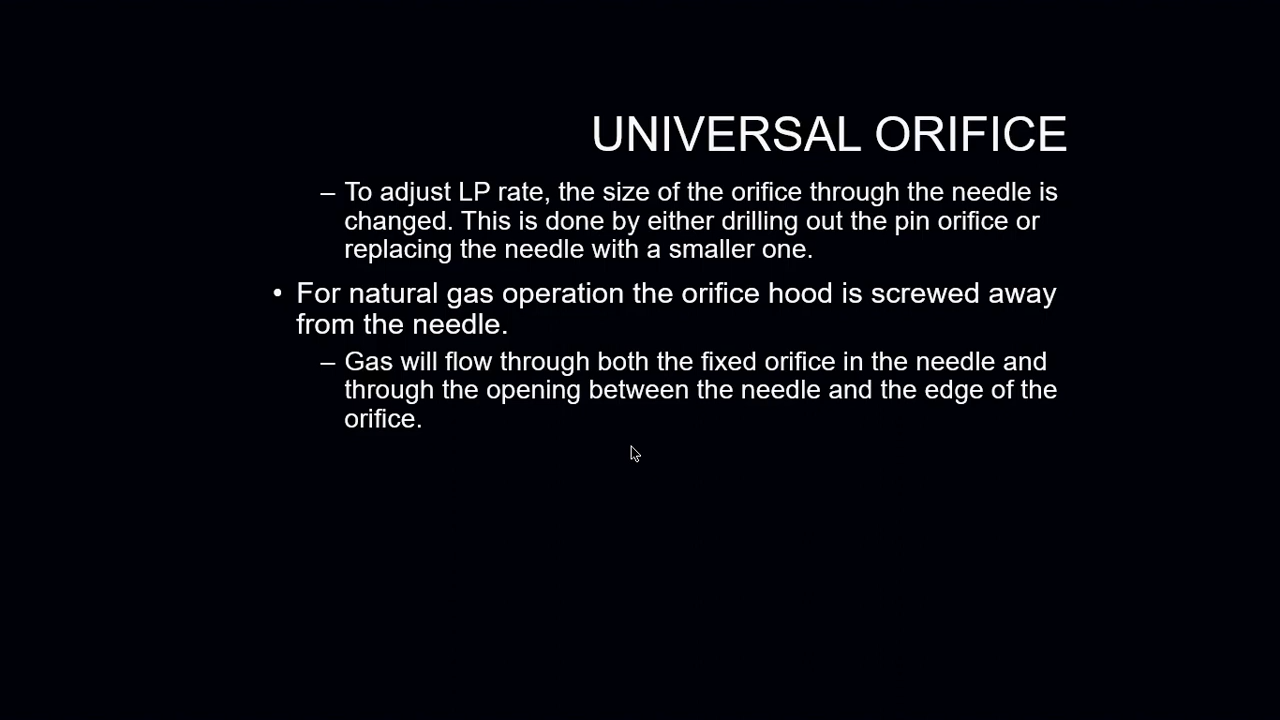 UNIVERSAL ORIFICE
– To adjust LP rate, the size of the orifice through the needle is
changed. This is done by either drilling out the pin orifice or
replacing the needle with a smaller one.
• For natural gas operation the orifice hood is screwed away
from the needle.
– Gas will flow through both the fixed orifice in the needle and
through the opening between the needle and the edge of the
orifice.